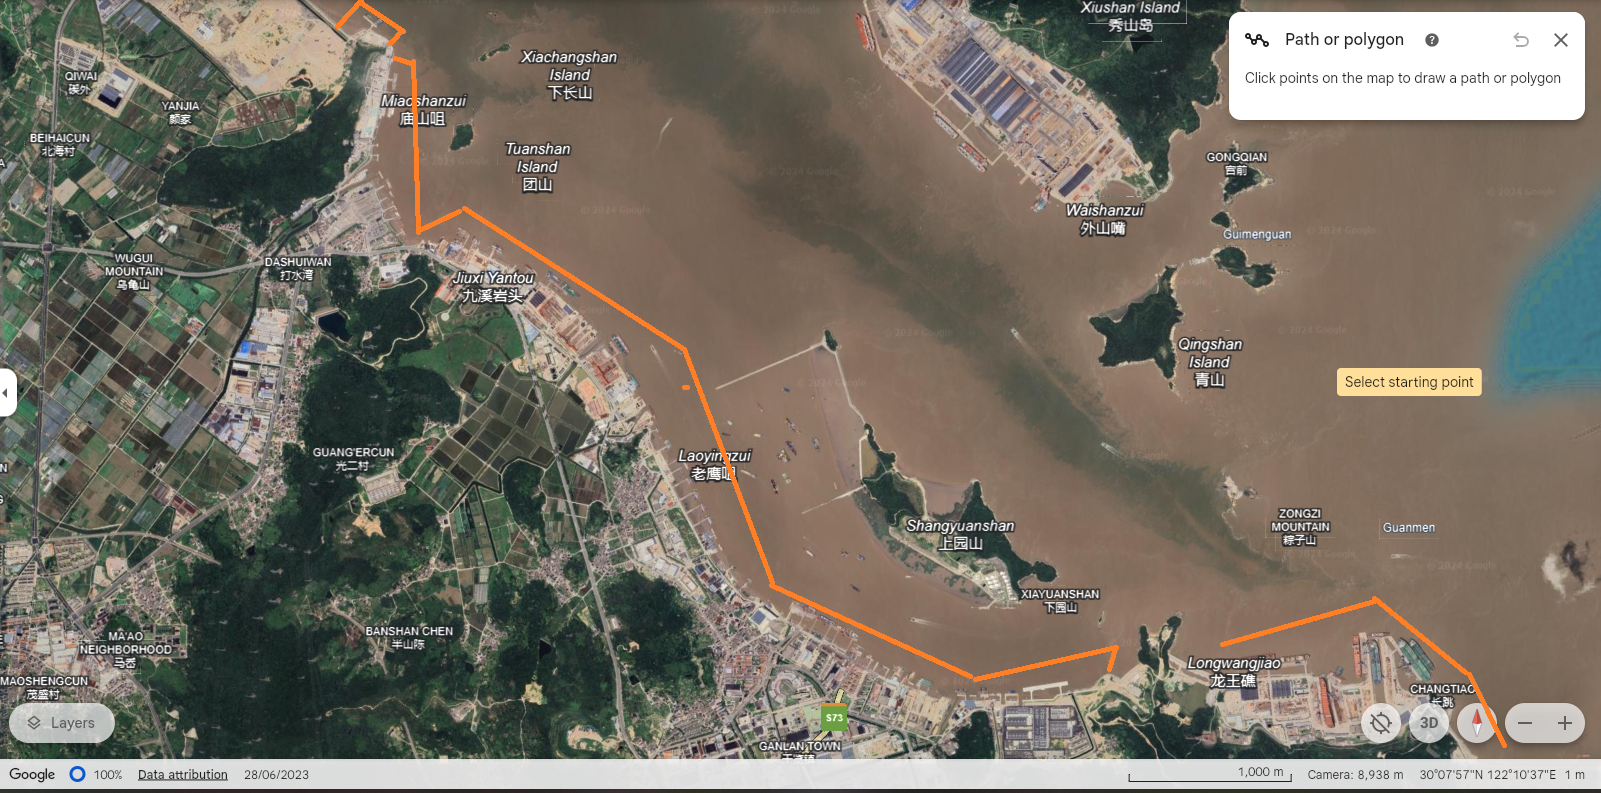 Xiushan Island
秀山岛
Path or polygon
?
Click points on the map to draw a path or polygon
Xiachangshan
Island
下长山
QIWAI
碶外
YANJIA
颜家
Miaoshanzui
庙山咀
BEIHAICUN
北海村
Tuanshan
Island
团山
GONGQIAN
宫前
Waishanzui
外山嘴
Guimenguan
WUGUI
MOUNTAIN
乌龟山
DASHUIWAN
打水湾
Jiuxi Yantou
九溪岩头
Qingshan
Island
青山
Select starting point
GUANG'ERCUN
光二村
Laoyingzui
老鹰咀
Shangyuanshan
上园山
ZONGZI
MOUNTAIN
粽子山
Guanmen
XIAYUANSHAN
下园山
BANSHAN CHEN
半山陈
MA'AO
NEIGHBORHOOD
马岙
MAOSHENGCUN
茂盛村
Longwangjiao
龙王礁
CHANGTIAO
长跳
Layers
S73
3D
GANLAN TOWN
© 2024 Google
Google
100%
Data attribution
28/06/2023
1,000 m
Camera: 8,938 m
30°07'57"N 122°10'37"E
1 m